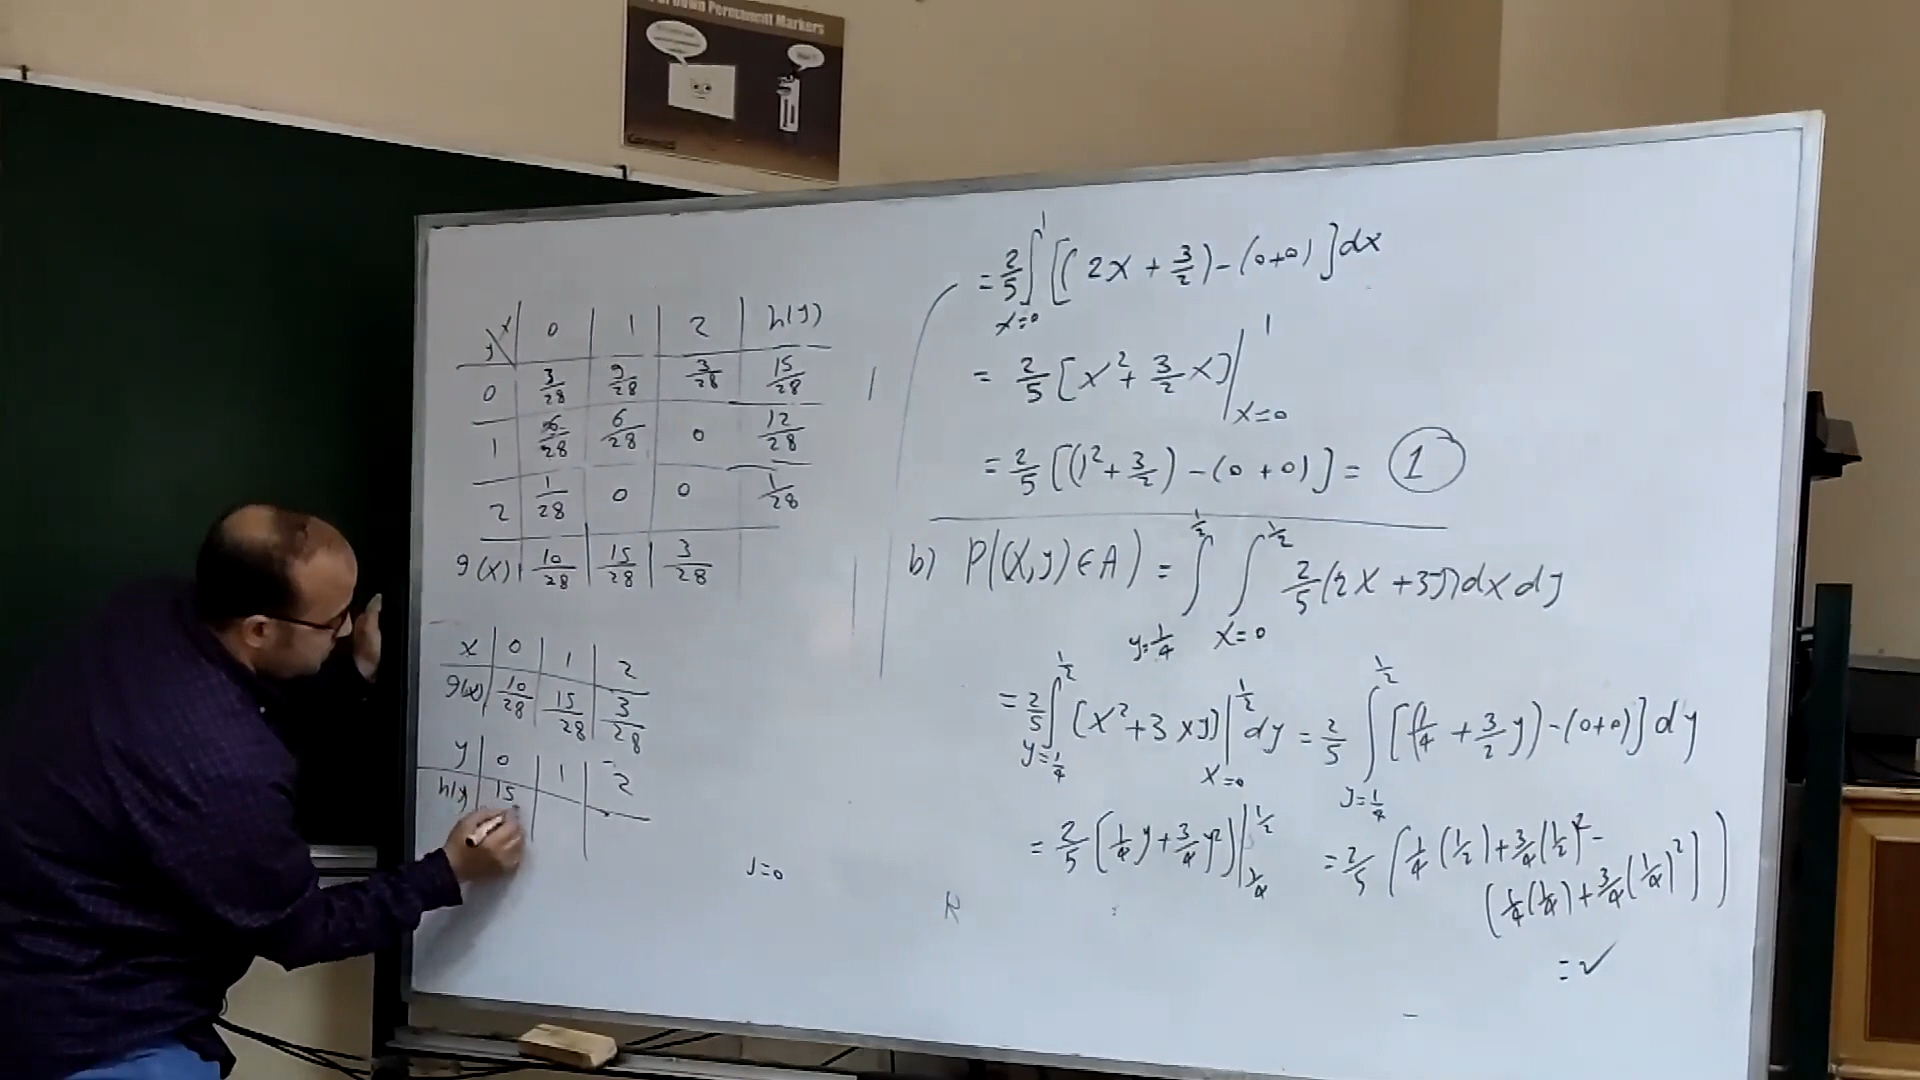 Down Permanent Markers
y\x | 0 | 1 | 2 | h(y)
0 | 3/28 | 9/28 | 3/28 | 15/28
1 | 6/28 | 6/28 | 0 | 12/28
2 | 1/28 | 0 | 0 | 1/28
g(x) | 10/28 | 15/28 | 3/28
x | 0 | 1 | 2
g(x) | 10/28 | 15/28 | 3/28
y | 0 | 1 | 2
h(y) | 15
J=0
R
= 2/5 ∫_{x=0}^{1} [(2x + 3/2) - (0+0)] dx
= 2/5 [x² + 3/2 x] |_{x=0}^{1}
= 2/5 [(1² + 3/2) - (0 + 0)] = 1
b) P((X,y) ∈ A) = ∫_{y=1/4}^{1/2} ∫_{x=0}^{1/2} 2/5 (2x + 3y) dx dy
= 2/5 ∫_{y=1/4}^{1/2} (x² + 3xy) |_{x=0}^{1/2} dy = 2/5 ∫_{y=1/4}^{1/2} [(1/4 + 3/2 y) - (0+0)] dy
= 2/5 (1/4 y + 3/4 y²) |_{1/4}^{1/2} = 2/5 (1/4 (1/2) + 3/4 (1/2)² -
(1/4 (1/4) + 3/4 (1/4)²))
= ✓